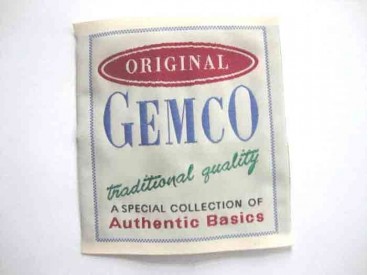 ORIGINAL
GEMCO
traditional quality
A SPECIAL COLLECTION OF
Authentic Basics